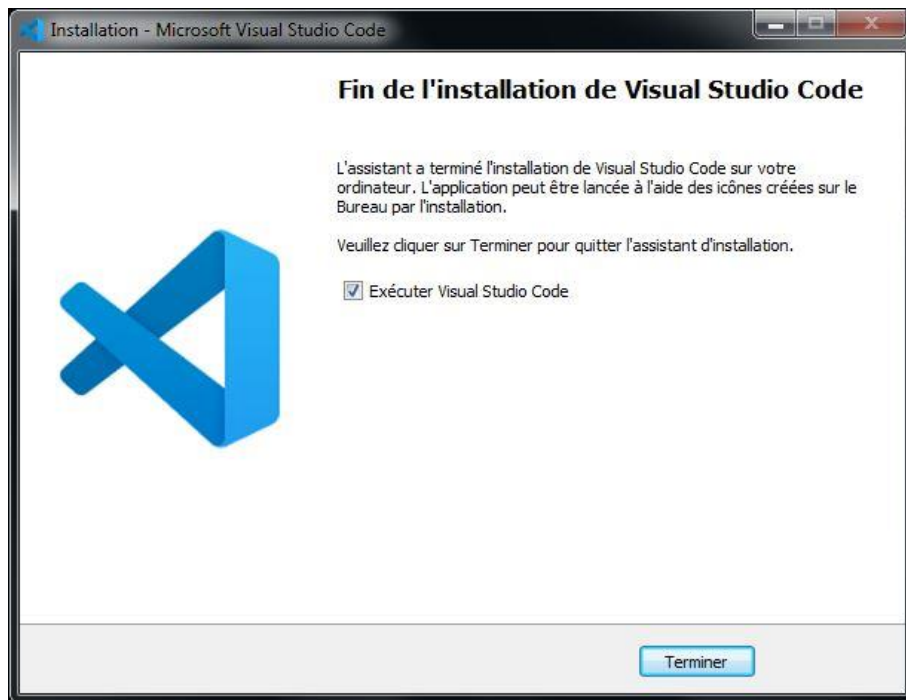 Installation - Microsoft Visual Studio Code
Fin de l'installation de Visual Studio Code
L'assistant a terminé l'installation de Visual Studio Code sur votre
ordinateur. L'application peut être lancée à l'aide des icônes créées sur le
Bureau par l'installation.
Veuillez cliquer sur Terminer pour quitter l'assistant d'installation.
Exécuter Visual Studio Code
Terminer